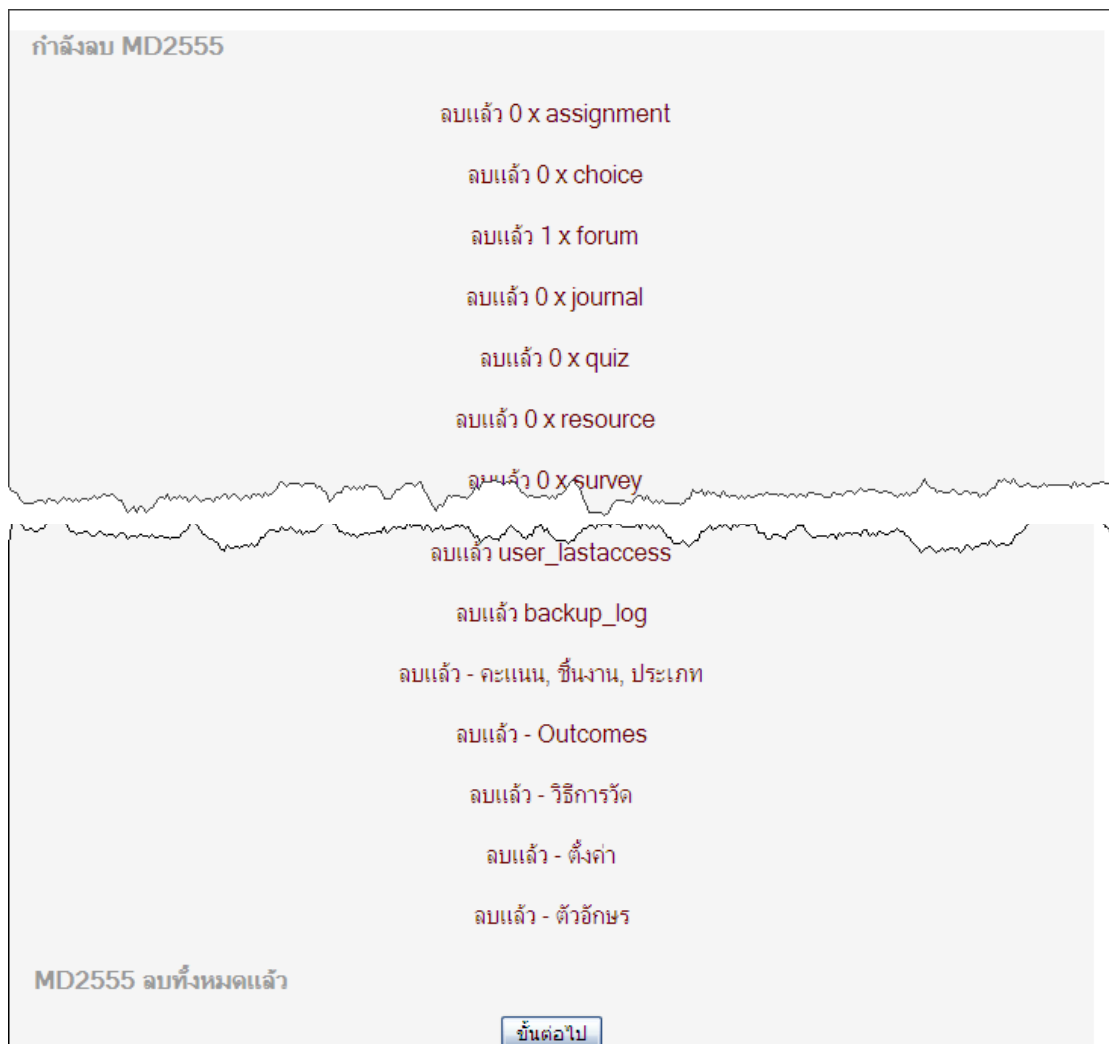 กำลังลบ MD2555
ลบแล้ว 0 x assignment
ลบแล้ว 0 x choice
ลบแล้ว 1 x forum
ลบแล้ว 0 x journal
ลบแล้ว 0 x quiz
ลบแล้ว 0 x resource
ลบแล้ว 0 x survey
ลบแล้ว user_lastaccess
ลบแล้ว backup_log
ลบแล้ว - คะแนน, ชิ้นงาน, ประเภท
ลบแล้ว - Outcomes
ลบแล้ว - วิธีการวัด
ลบแล้ว - ตั้งค่า
ลบแล้ว - ตัวอักษร
MD2555 ลบทั้งหมดแล้ว
ขั้นต่อไป